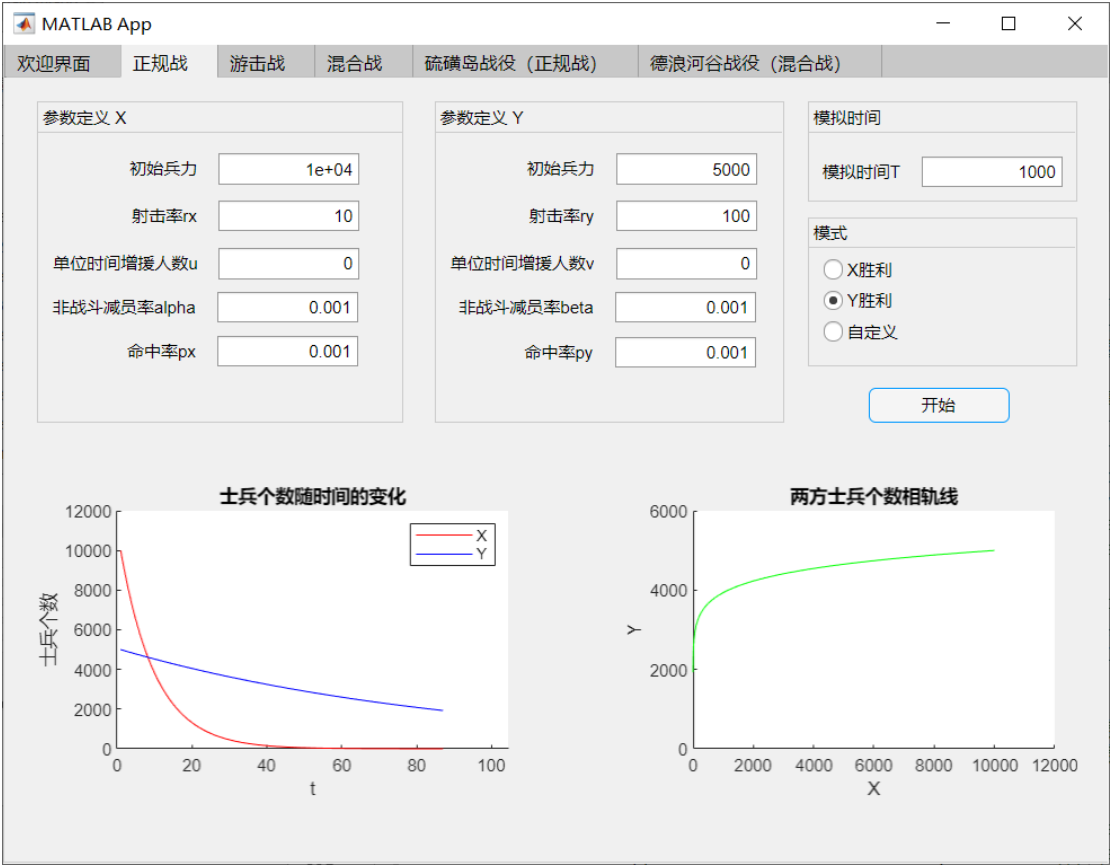 MATLAB App
欢迎界面 正规战 游击战 混合战 硫磺岛战役（正规战） 德浪河谷战役（混合战）
参数定义 X
初始兵力 1e+04
射击率rx 10
单位时间增援人数u 0
非战斗减员率alpha 0.001
命中率px 0.001
参数定义 Y
初始兵力 5000
射击率ry 100
单位时间增援人数v 0
非战斗减员率beta 0.001
命中率py 0.001
模拟时间
模拟时间T 1000
模式
X胜利
Y胜利
自定义
开始
士兵个数随时间的变化
12000
10000
8000
6000
4000
2000
0
士兵个数
X
Y
0 20 40 60 80 100
t
两方士兵个数相轨线
6000
4000
2000
0
Y
0 2000 4000 6000 8000 10000 12000
X